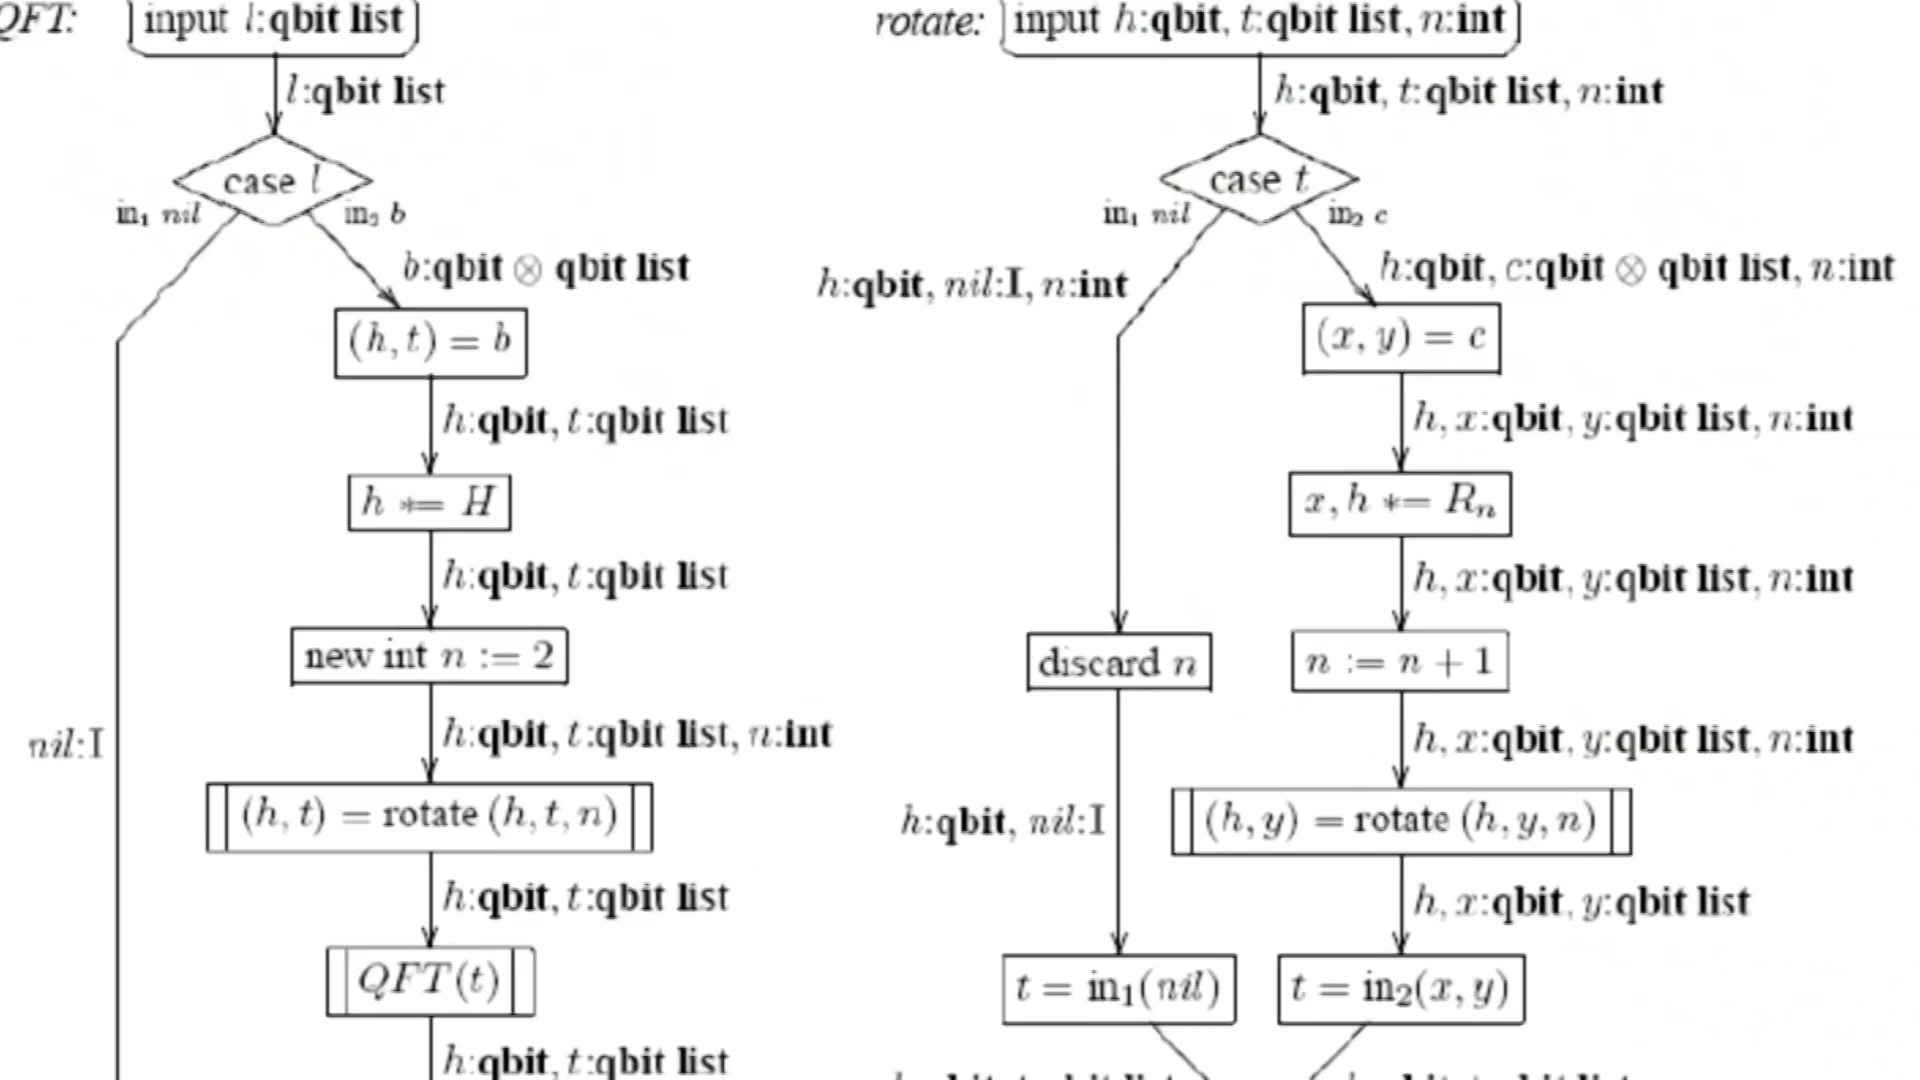 QFT:
input l:qbit list
l:qbit list
case l
in₁ nil
in₂ b
b:qbit ⊗ qbit list
(h, t) = b
h:qbit, t:qbit list
h *= H
h:qbit, t:qbit list
new int n := 2
h:qbit, t:qbit list, n:int
nil:I
(h, t) = rotate (h, t, n)
h:qbit, t:qbit list
QFT(t)
h:qbit, t:qbit list
rotate:
input h:qbit, t:qbit list, n:int
h:qbit, t:qbit list, n:int
case t
in₁ nil
in₂ c
h:qbit, nil:I, n:int
h:qbit, c:qbit ⊗ qbit list, n:int
(x, y) = c
h, x:qbit, y:qbit list, n:int
x, h *= Rₙ
h, x:qbit, y:qbit list, n:int
discard n
n := n + 1
h, x:qbit, y:qbit list, n:int
h:qbit, nil:I
(h, y) = rotate (h, y, n)
h, x:qbit, y:qbit list
t = in₁(nil)
t = in₂(x, y)